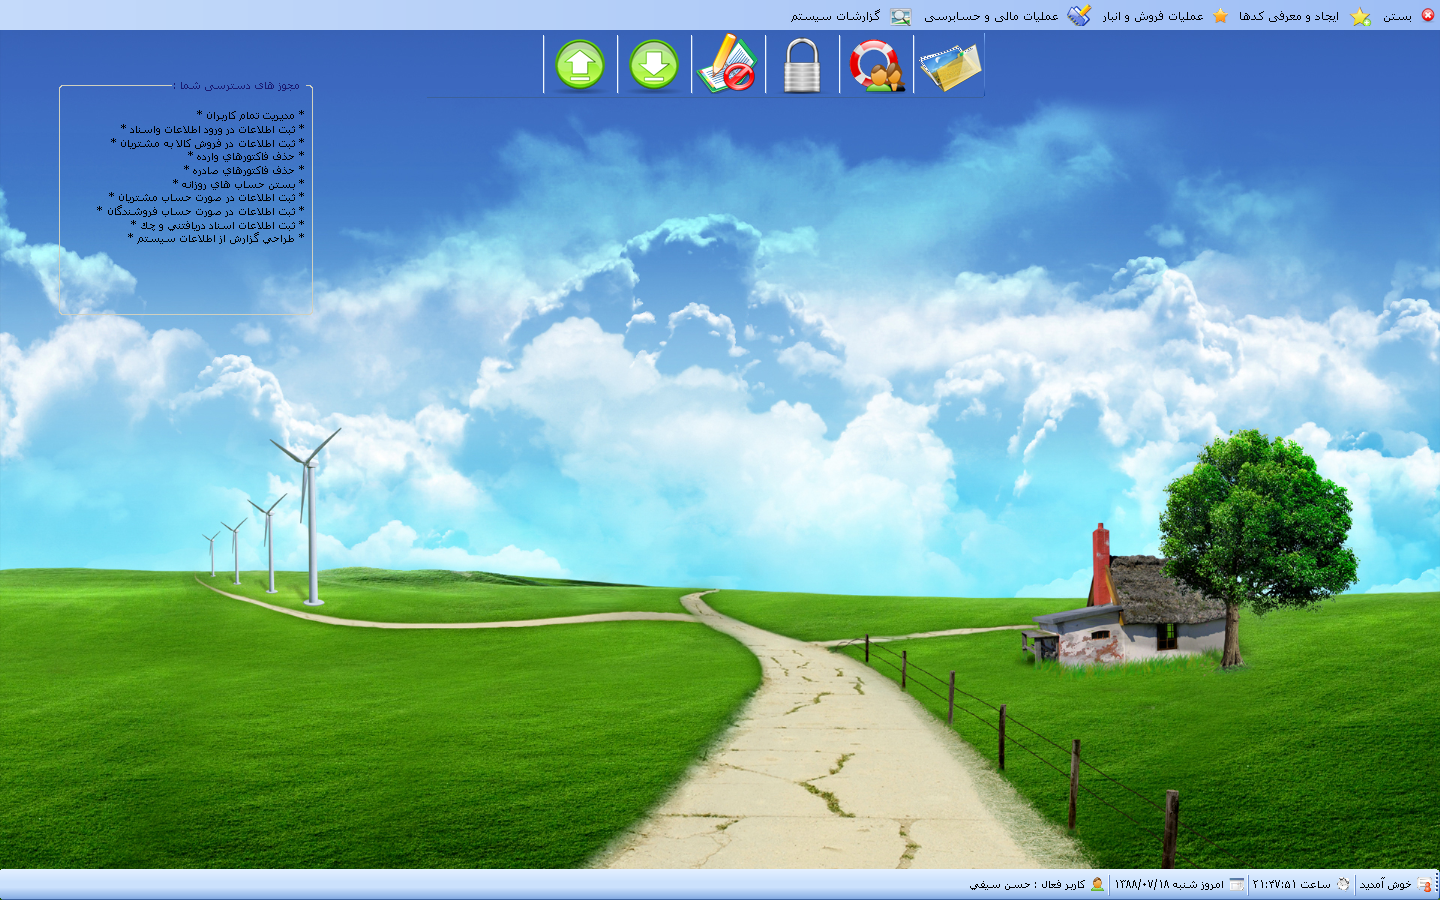 بستن ایجاد و معرفی کدها عملیات فروش و انبار عملیات مالی و حسابرسی گزارشات سیستم
مجوز های دسترسی شما :
* مدیریت تمام کاربران *
* ثبت اطلاعات در ورود اطلاعات واسناد *
* ثبت اطلاعات در فروش کالا به مشتریان *
* حذف فاکتورهاي وارده *
* حذف فاکتورهاي صادره *
* بستن حساب هاي روزانه *
* ثبت اطلاعات در صورت حساب مشتریان *
* ثبت اطلاعات در صورت حساب فروشندگان *
* ثبت اطلاعات اسناد دریافتني و چك *
* طراحي گزارش از اطلاعات سیستم *
خوش آمدید ساعت ۲۱:۴۷:۵۱ امروز شنبه ۱۳۸۸/۰۷/۱۸ کاربر فعال : حسن سیفي